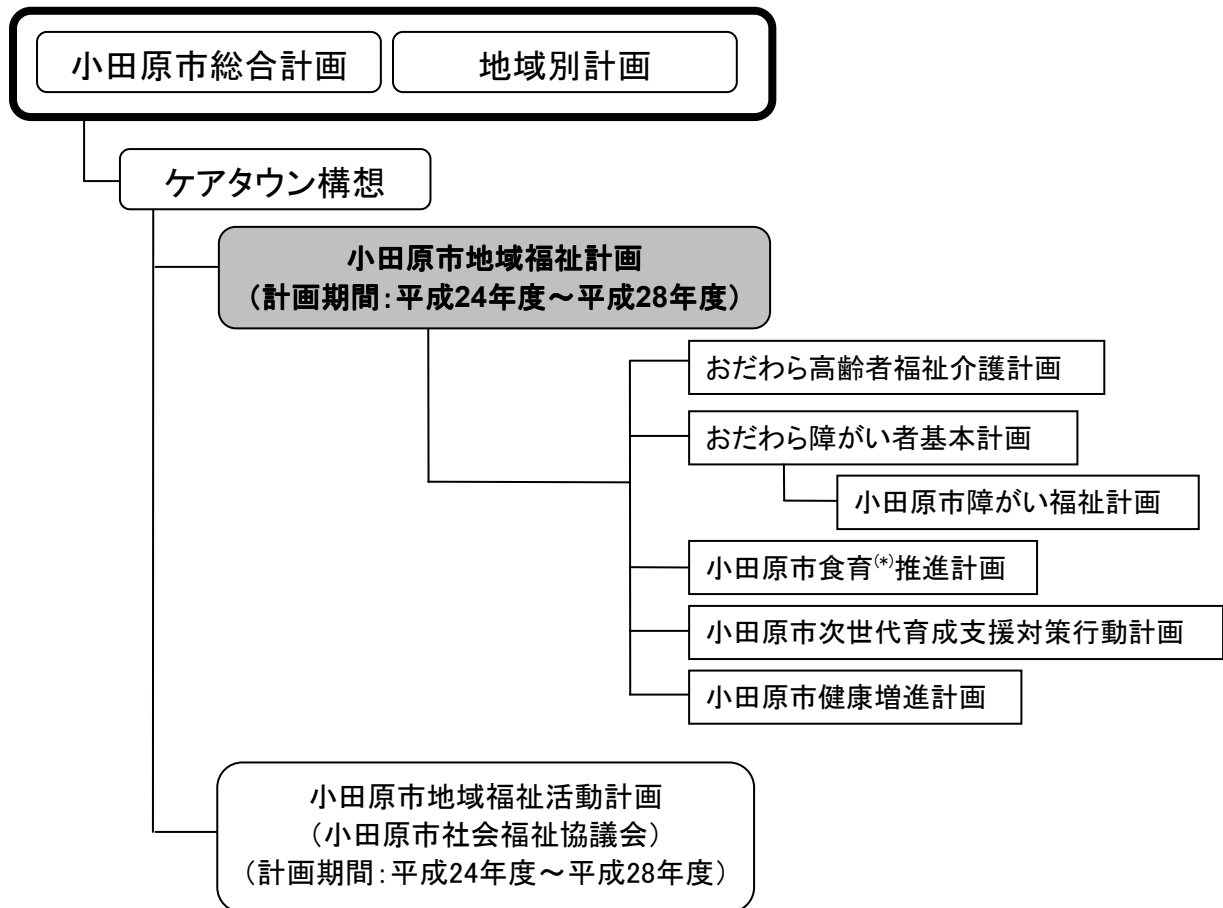 小田原市総合計画
地域別計画
ケアタウン構想
小田原市地域福祉計画
（計画期間：平成24年度～平成28年度）
おだわら高齢者福祉介護計画
おだわら障がい者基本計画
小田原市障がい福祉計画
小田原市食育(*)推進計画
小田原市次世代育成支援対策行動計画
小田原市健康増進計画
小田原市地域福祉活動計画
（小田原市社会福祉協議会）
（計画期間：平成24年度～平成28年度）